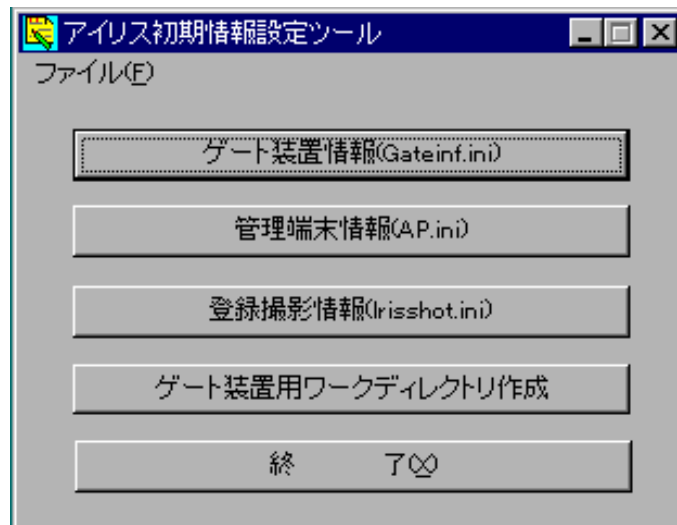 アイリス初期情報設定ツール
ファイル(F)
ゲート装置情報(Gateinf.ini)
管理端末情報(AP.ini)
登録撮影情報(Irisshot.ini)
ゲート装置用ワークディレクトリ作成
終　　　了(X)